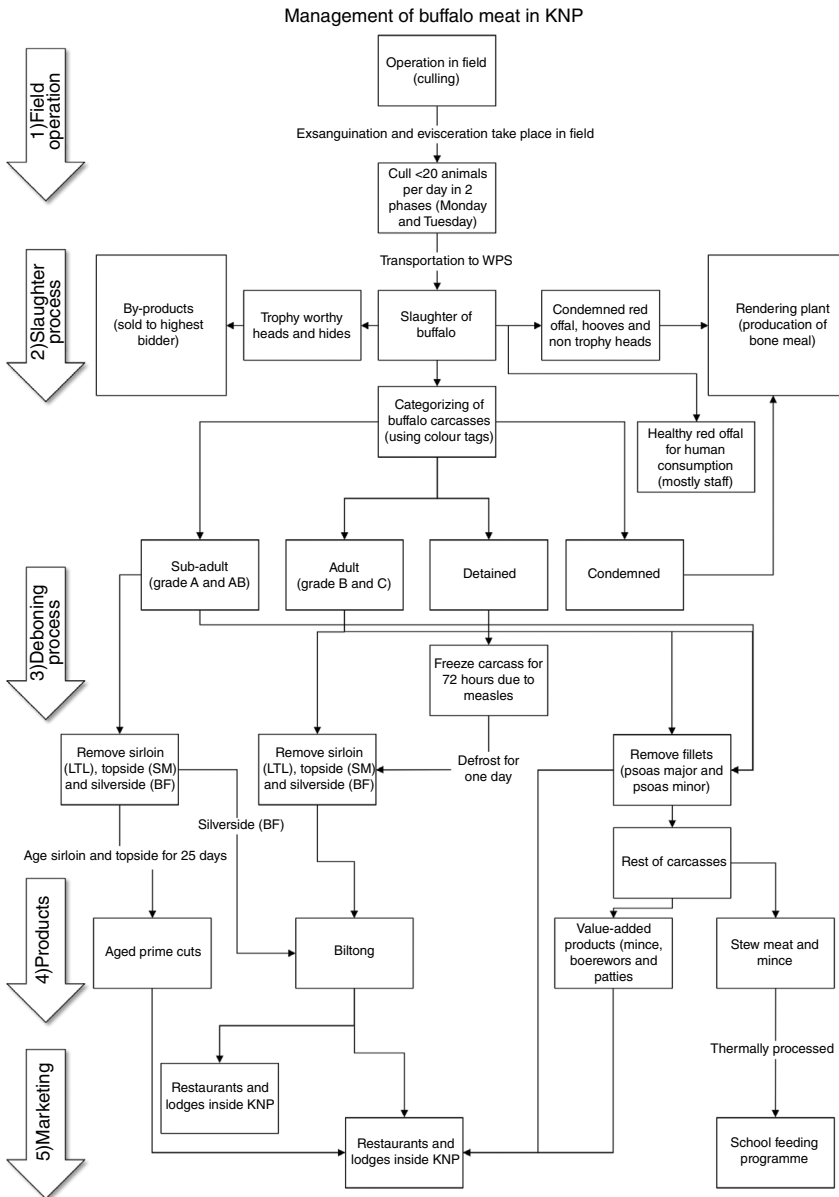 Management of buffalo meat in KNP
1)Field
operation
Operation in field
(culling)
Exsanguination and evisceration take place in field
Cull <20 animals
per day in 2
phases (Monday
and Tuesday)
Transportation to WPS
2)Slaughter
process
By-products
(sold to highest
bidder)
Trophy worthy
heads and hides
Slaughter of
buffalo
Condemned red
offal, hooves and
non trophy heads
Rendering plant
(producation of
bone meal)
Categorizing of
buffalo carcasses
(using colour tags)
Healthy red offal
for human
consumption
(mostly staff)
3)Deboning
process
Sub-adult
(grade A and AB)
Adult
(grade B and C)
Detained
Condemned
Freeze carcass for
72 hours due to
measles
Remove sirloin
(LTL), topside (SM)
and silverside (BF)
Remove sirloin
(LTL), topside (SM)
and silverside (BF)
Defrost for
one day
Remove fillets
(psoas major and
psoas minor)
Silverside (BF)
Age sirloin and topside for 25 days
Rest of carcasses
4)Products
Aged prime cuts
Biltong
Value-added
products (mince,
boerewors and
patties
Stew meat and
mince
Thermally processed
5)Marketing
Restaurants and
lodges inside KNP
Restaurants and
lodges inside KNP
School feeding
programme